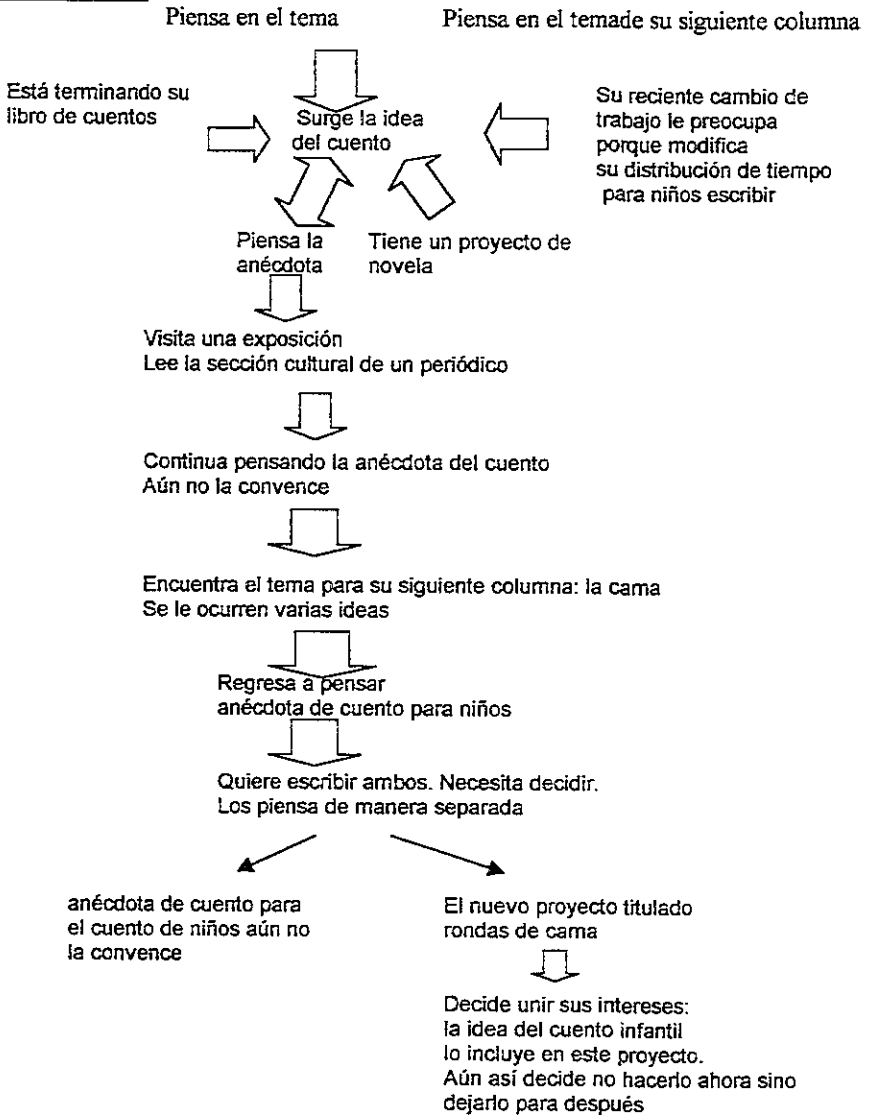 Piensa en el tema
Piensa en el temade su siguiente columna
Está terminando su
libro de cuentos
Surge la idea
del cuento
Su reciente cambio de
trabajo le preocupa
porque modifica
su distribución de tiempo
para niños escribir
Piensa la
anécdota
Tiene un proyecto de
novela
Visita una exposición
Lee la sección cultural de un periódico
Continua pensando la anécdota del cuento
Aún no la convence
Encuentra el tema para su siguiente columna: la cama
Se le ocurren varias ideas
Regresa a pensar
anécdota de cuento para niños
Quiere escribir ambos. Necesita decidir.
Los piensa de manera separada
anécdota de cuento para
el cuento de niños aún no
la convence
El nuevo proyecto titulado
rondas de cama
Decide unir sus intereses:
la idea del cuento infantil
lo incluye en este proyecto.
Aún así decide no hacerlo ahora sino
dejarlo para después